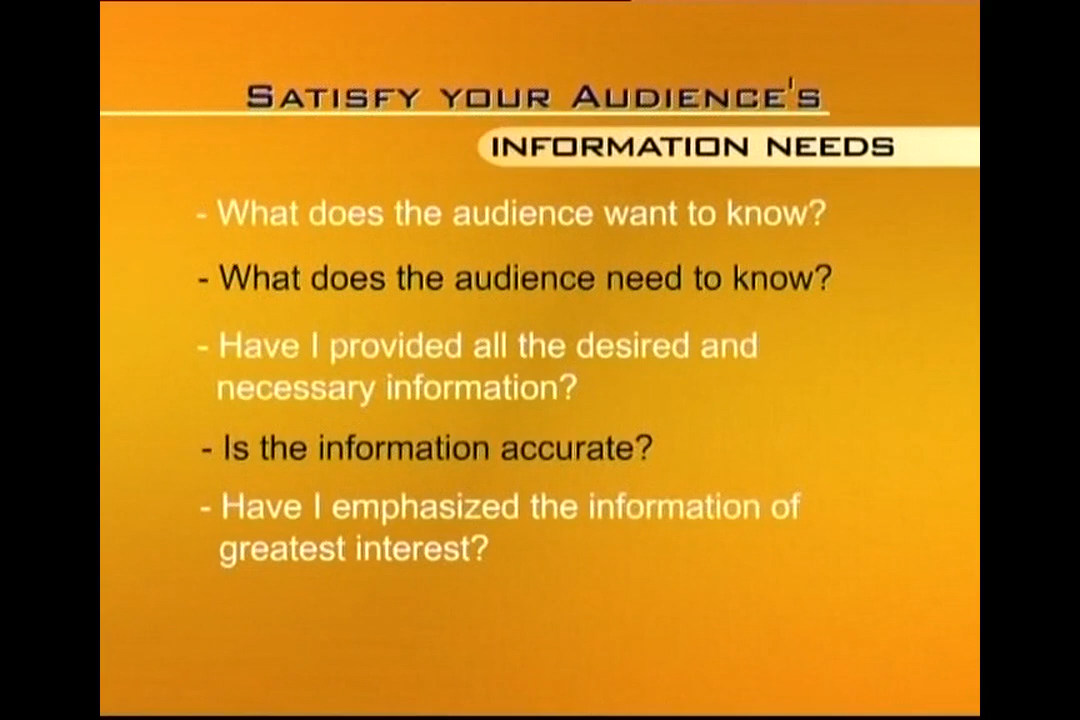 Satisfy your Audience's
INFORMATION NEEDS
- What does the audience want to know?
- What does the audience need to know?
- Have I provided all the desired and
necessary information?
- Is the information accurate?
- Have I emphasized the information of
greatest interest?